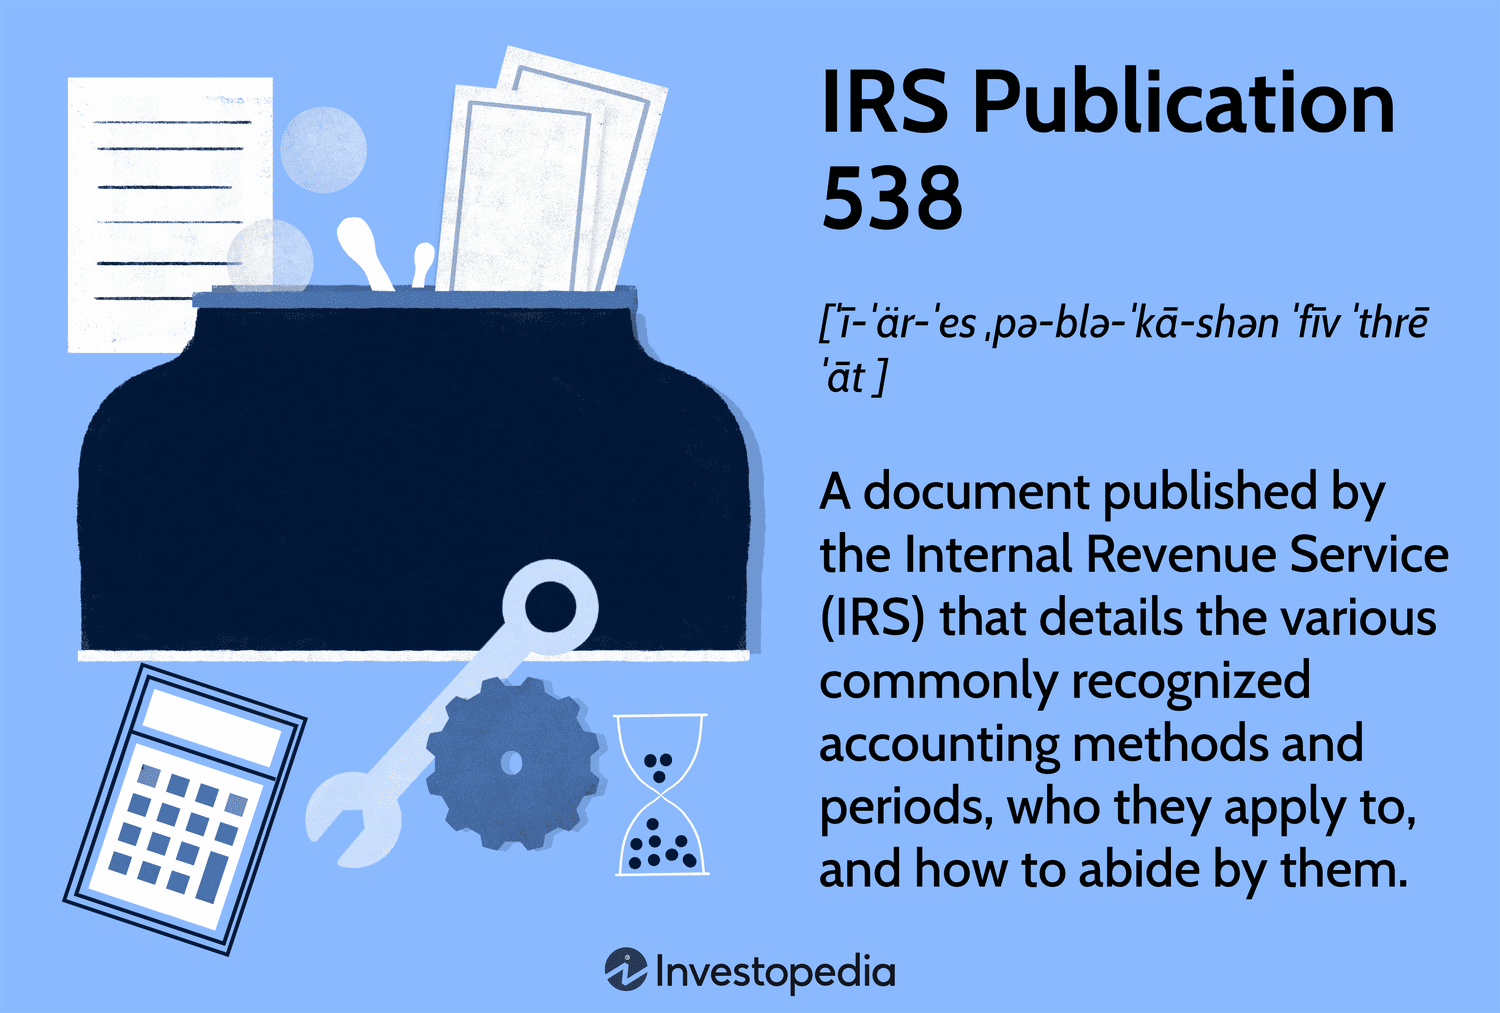 IRS Publication
538
[ˈī-ˈär-ˈes ˌpə-blə-ˈkā-shən ˈfīv ˈthrē
ˈāt ]
A document published by
the Internal Revenue Service
(IRS) that details the various
commonly recognized
accounting methods and
periods, who they apply to,
and how to abide by them.
Investopedia